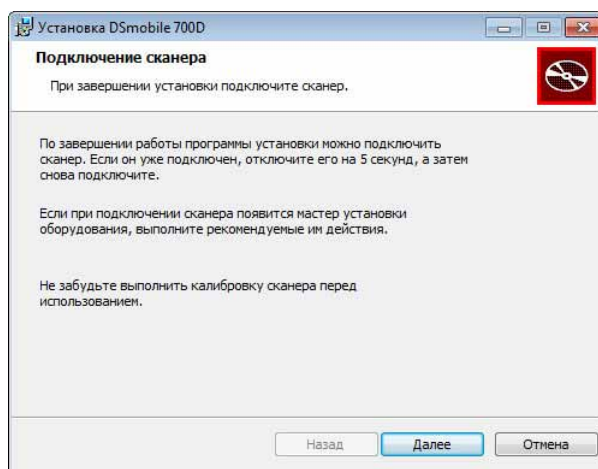 Установка DSmobile 700D
Подключение сканера
При завершении установки подключите сканер.
По завершении работы программы установки можно подключить
сканер. Если он уже подключен, отключите его на 5 секунд, а затем
снова подключите.
Если при подключении сканера появится мастер установки
оборудования, выполните рекомендуемые им действия.
Не забудьте выполнить калибровку сканера перед
использованием.
Назад Далее Отмена